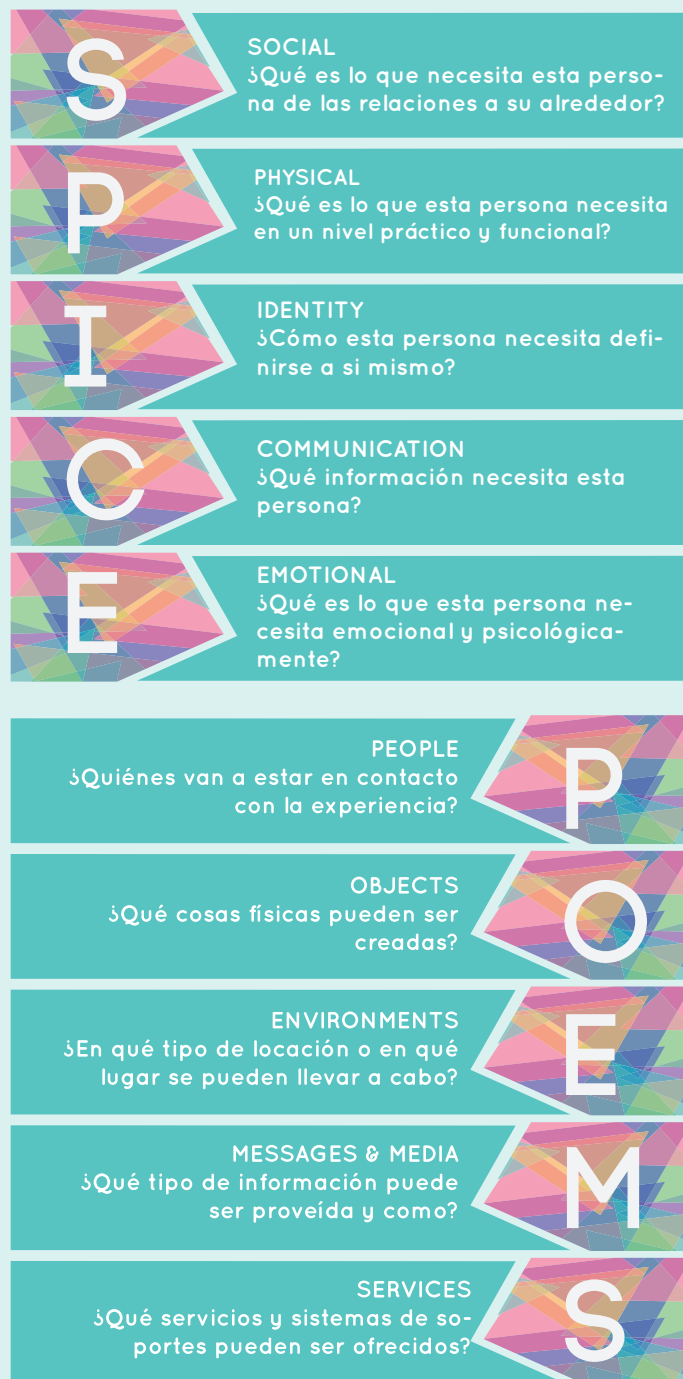 S
SOCIAL
¿Qué es lo que necesita esta perso-
na de las relaciones a su alrededor?
P
PHYSICAL
¿Qué es lo que esta persona necesita
en un nivel práctico y funcional?
I
IDENTITY
¿Cómo esta persona necesita defi-
nirse a si mismo?
C
COMMUNICATION
¿Qué información necesita esta
persona?
E
EMOTIONAL
¿Qué es lo que esta persona ne-
cesita emocional y psicológica-
mente?
PEOPLE
¿Quiénes van a estar en contacto
con la experiencia?
P
OBJECTS
¿Qué cosas físicas pueden ser
creadas?
O
ENVIRONMENTS
¿En qué tipo de locación o en qué
lugar se pueden llevar a cabo?
E
MESSAGES & MEDIA
¿Qué tipo de información puede
ser proveída y como?
M
SERVICES
¿Qué servicios y sistemas de so-
portes pueden ser ofrecidos?
S